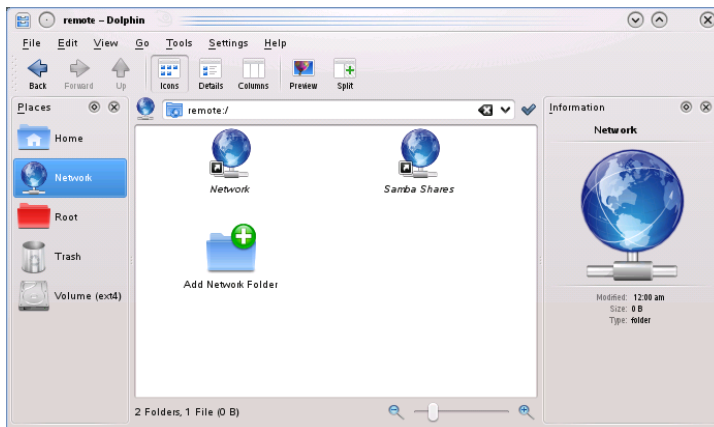 remote – Dolphin
File Edit View Go Tools Settings Help
Back Forward Up Icons Details Columns Preview Split
Places
Home
Network
Root
Trash
Volume (ext4)
remote:/
Network
Samba Shares
Add Network Folder
2 Folders, 1 File (0 B)
Information
Network
Modified: 12:00 am
Size: 0 B
Type: folder